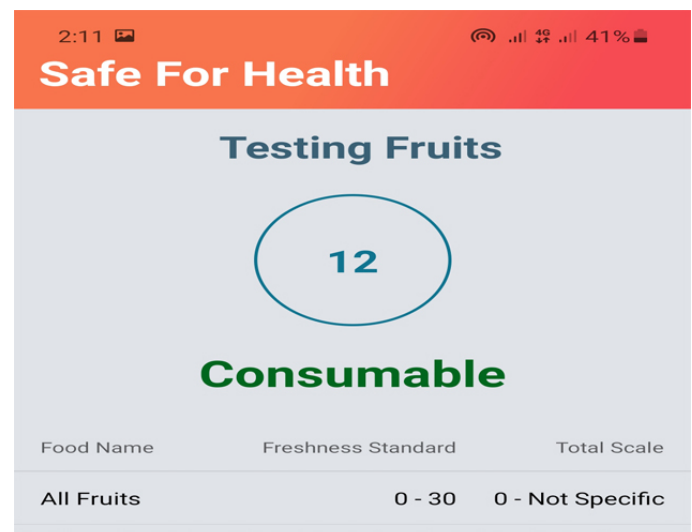 2:11 4G 41%
Safe For Health
Testing Fruits
12
Consumable
Food Name Freshness Standard Total Scale
All Fruits 0 - 30 0 - Not Specific